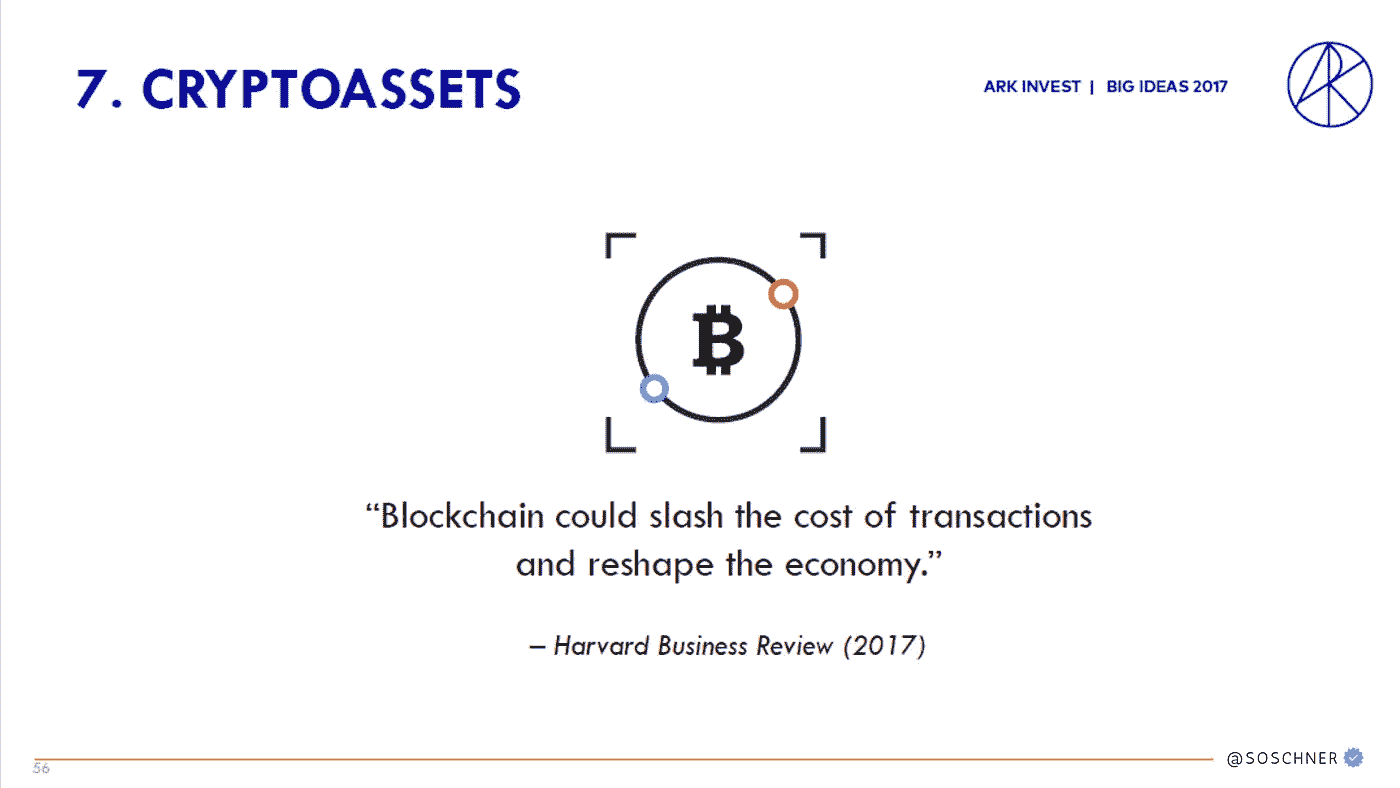 7. CRYPTOASSETS
ARK INVEST | BIG IDEAS 2017
“Blockchain could slash the cost of transactions
and reshape the economy.”
– Harvard Business Review (2017)
@SOSCHNER
56